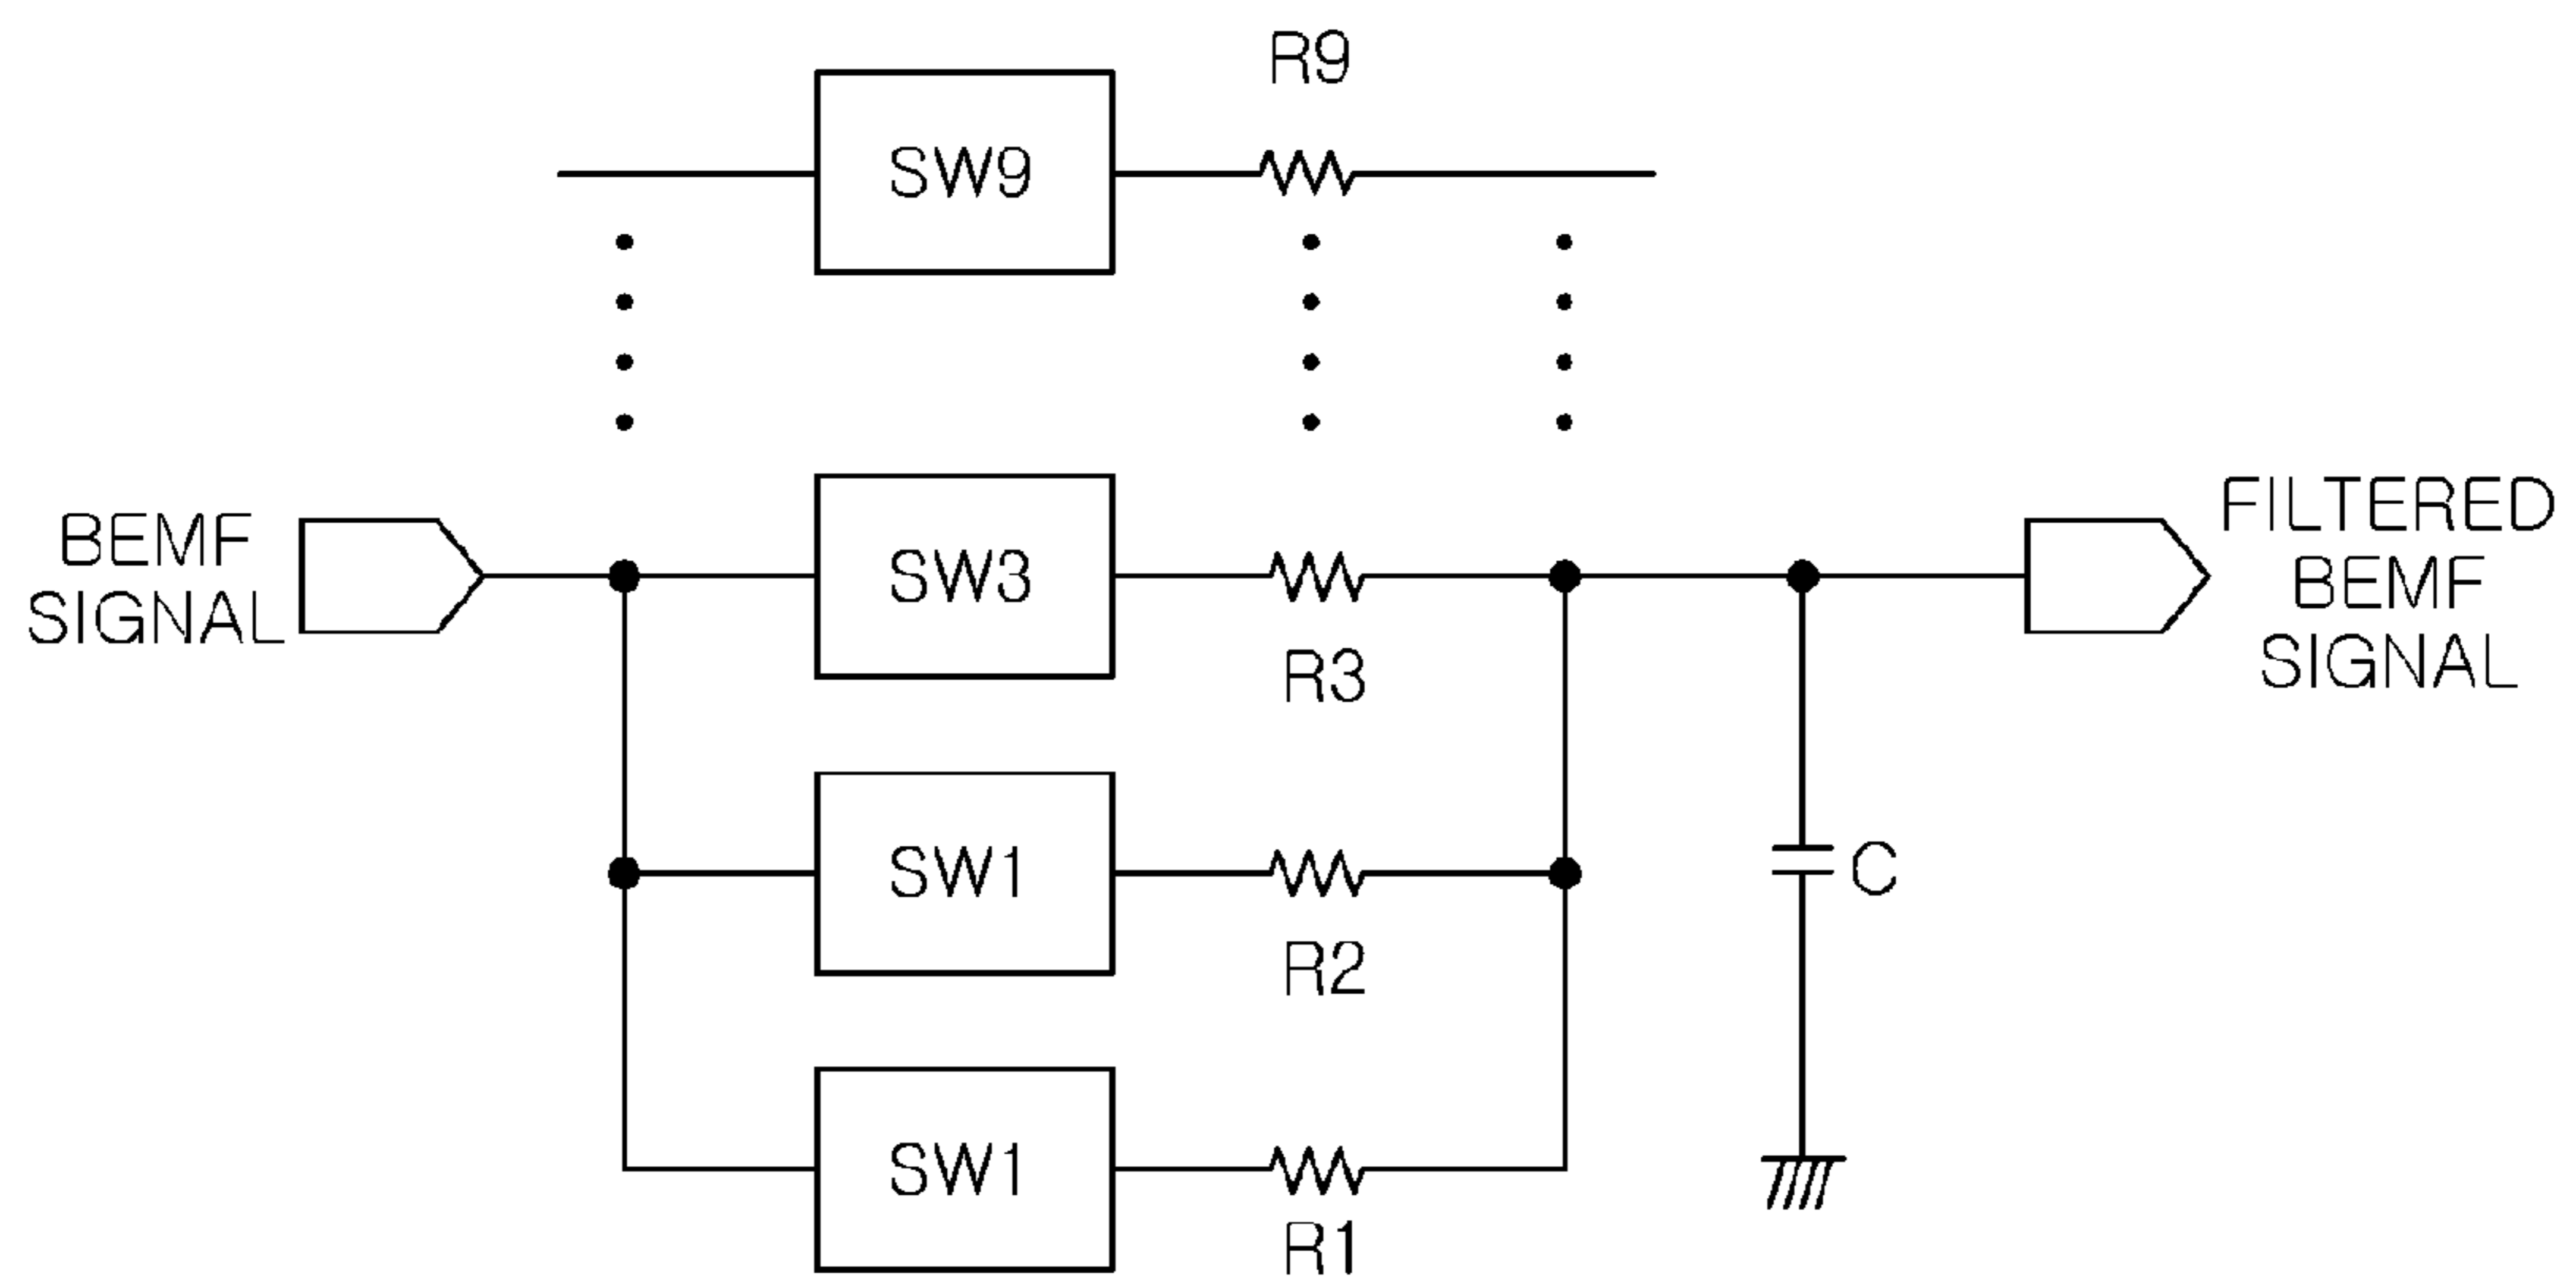 R9
SW9
BEMF
SIGNAL
SW3
R3
FILTERED
BEMF
SIGNAL
SW1
R2
C
SW1
R1